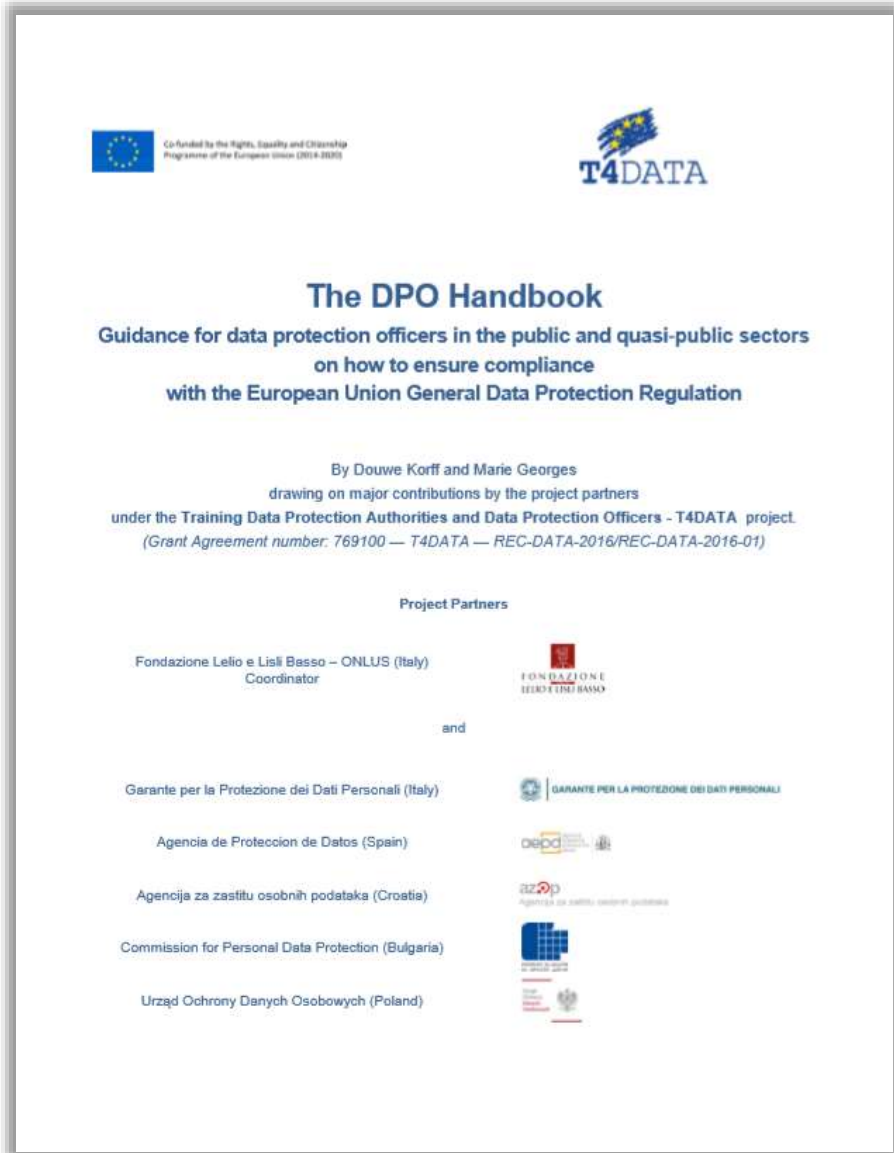 Co-funded by the Rights, Equality and Citizenship
Programme of the European Union (2014-2020)
T4DATA
The DPO Handbook
Guidance for data protection officers in the public and quasi-public sectors
on how to ensure compliance
with the European Union General Data Protection Regulation
By Douwe Korff and Marie Georges
drawing on major contributions by the project partners
under the Training Data Protection Authorities and Data Protection Officers - T4DATA project.
(Grant Agreement number: 769100 — T4DATA — REC-DATA-2016/REC-DATA-2016-01)
Project Partners
Fondazione Lelio e Lisli Basso – ONLUS (Italy)
Coordinator
FONDAZIONE
LELIO E LISLI BASSO
and
Garante per la Protezione dei Dati Personali (Italy)
GARANTE PER LA PROTEZIONE DEI DATI PERSONALI
Agencia de Proteccion de Datos (Spain)
aepd
Agencija za zastitu osobnih podataka (Croatia)
azop
Agencija za zaštitu osobnih podataka
Commission for Personal Data Protection (Bulgaria)
Urząd Ochrony Danych Osobowych (Poland)